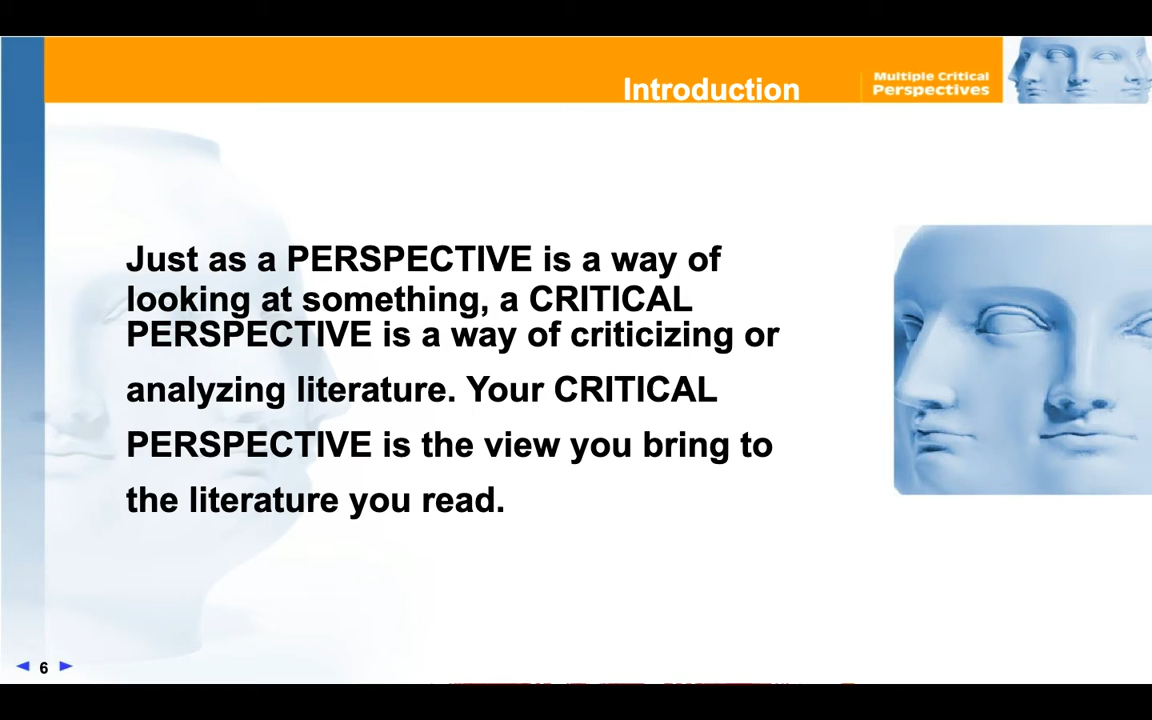 Introduction
Multiple Critical
Perspectives
Just as a PERSPECTIVE is a way of
looking at something, a CRITICAL
PERSPECTIVE is a way of criticizing or
analyzing literature. Your CRITICAL
PERSPECTIVE is the view you bring to
the literature you read.
6